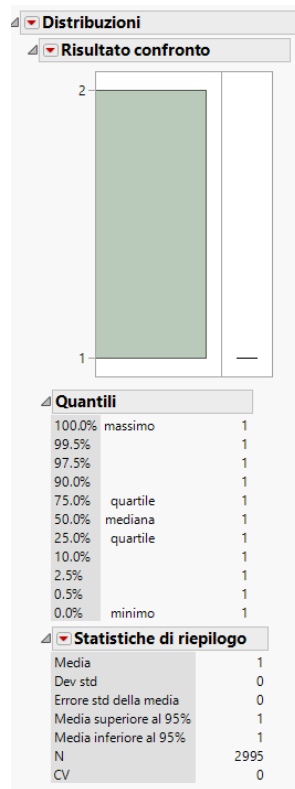 Distribuzioni
Risultato confronto
2
1
Quantili
100.0% massimo 1
99.5% 1
97.5% 1
90.0% 1
75.0% quartile 1
50.0% mediana 1
25.0% quartile 1
10.0% 1
2.5% 1
0.5% 1
0.0% minimo 1
Statistiche di riepilogo
Media 1
Dev std 0
Errore std della media 0
Media superiore al 95% 1
Media inferiore al 95% 1
N 2995
CV 0